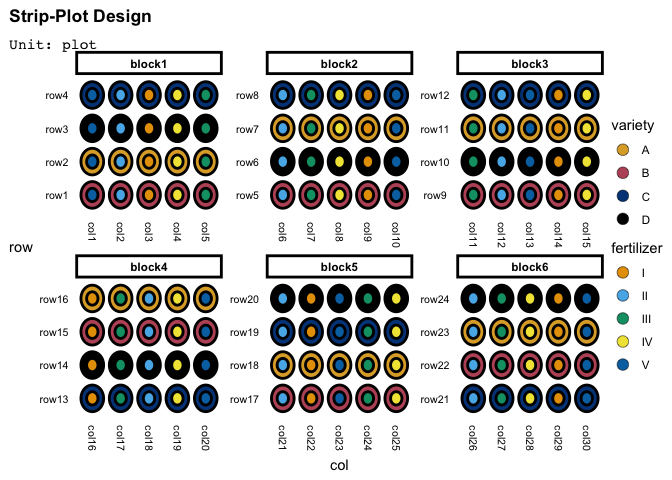 Strip-Plot Design
Unit: plot
block1 block2 block3
row4 row8 row12
row3 row7 row11
row2 row6 row10
row1 row5 row9
col1 col2 col3 col4 col5 col6 col7 col8 col9 col10 col11 col12 col13 col14 col15
row
block4 block5 block6
row16 row20 row24
row15 row19 row23
row14 row18 row22
row13 row17 row21
col16 col17 col18 col19 col20 col21 col22 col23 col24 col25 col26 col27 col28 col29 col30
col
variety
A
B
C
D
fertilizer
I
II
III
IV
V